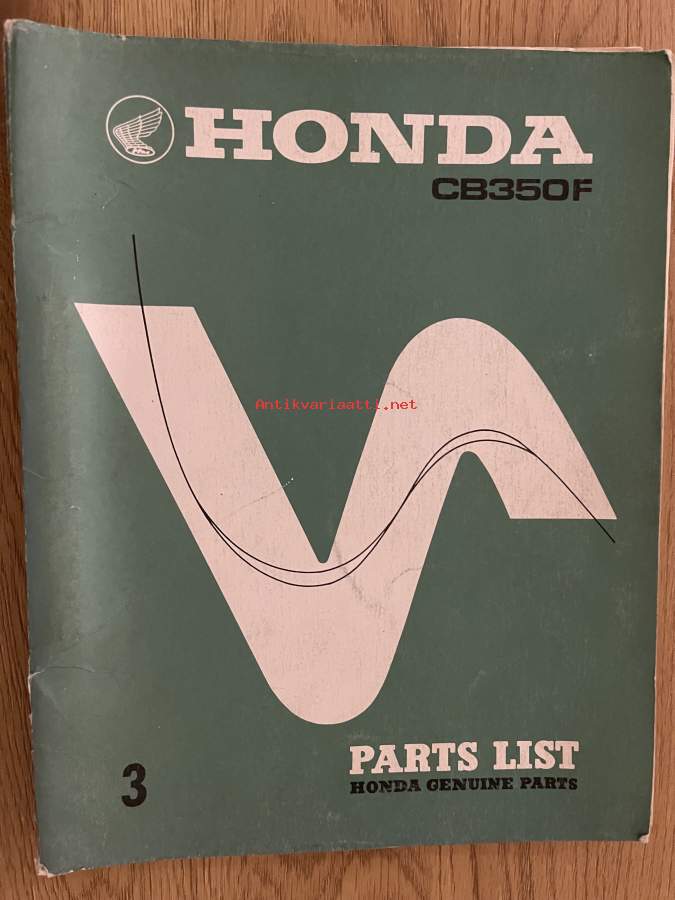 HONDA
CB350F
Antikvariaatti.net
3
PARTS LIST
HONDA GENUINE PARTS